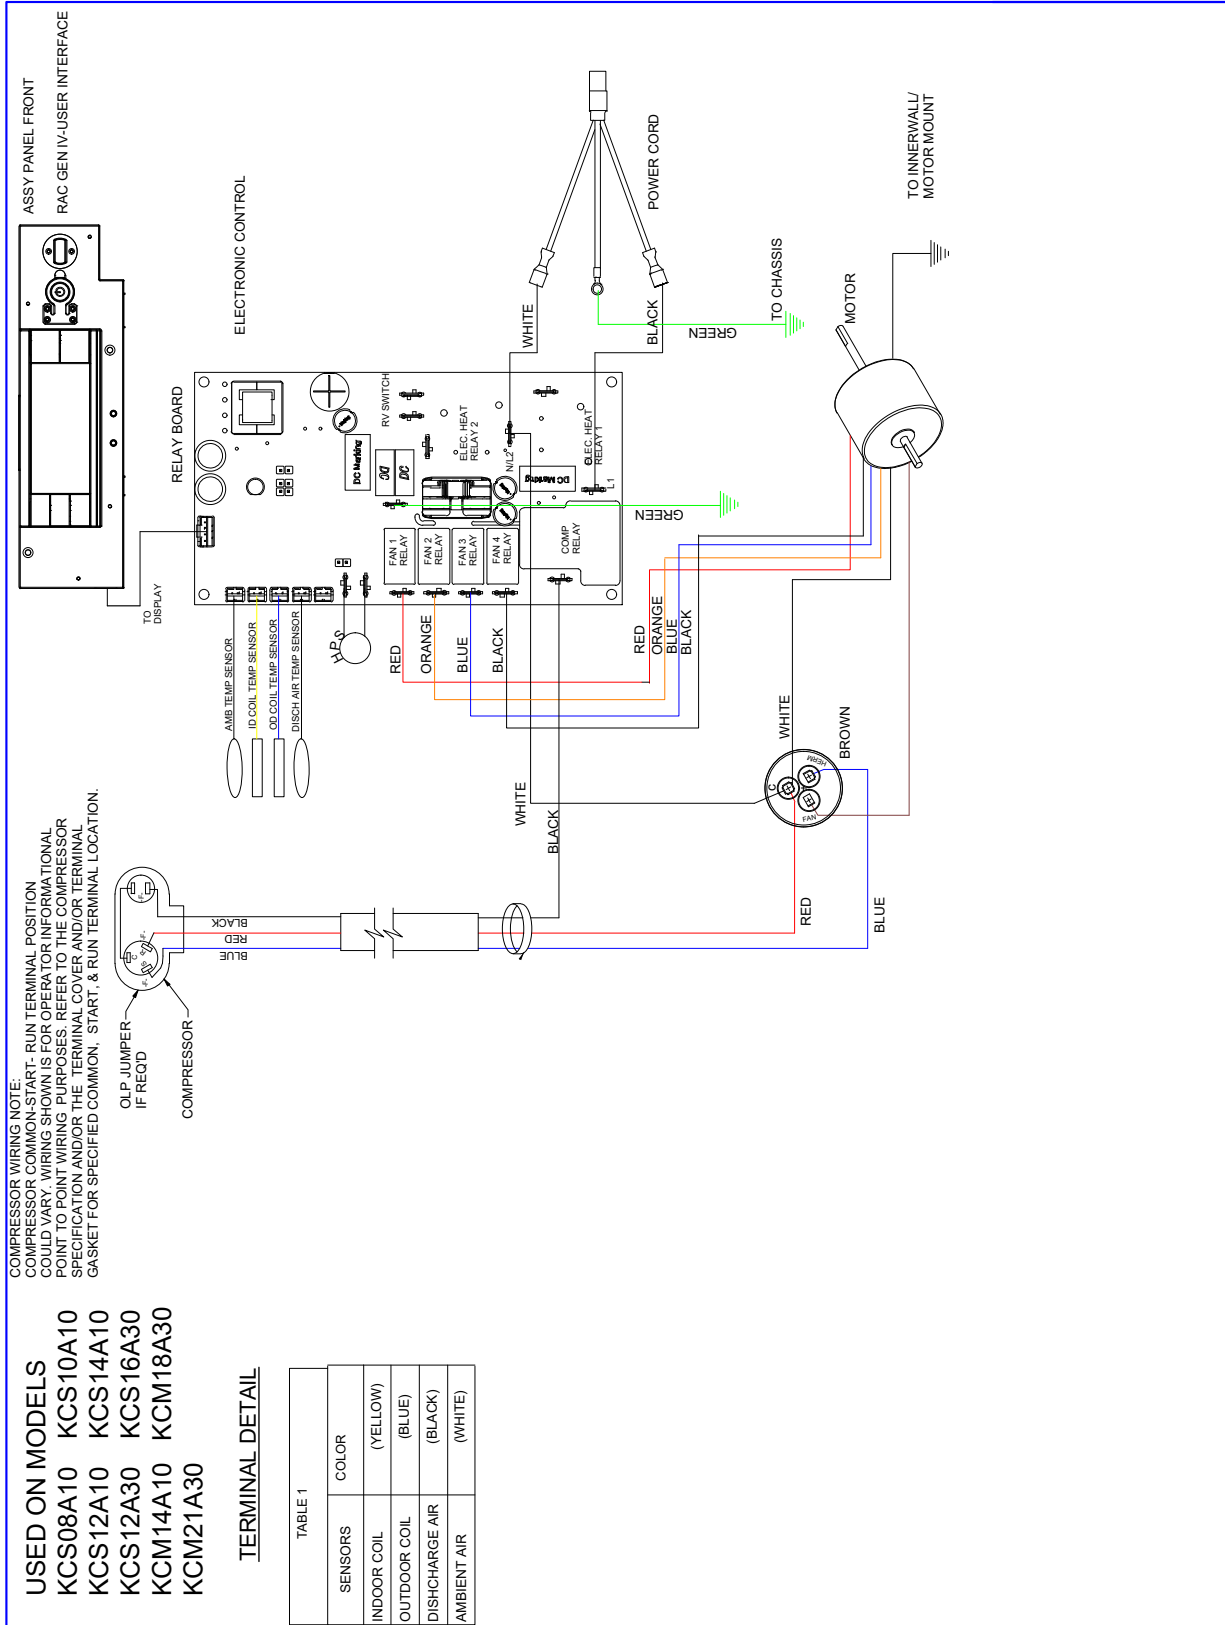 COMPRESSOR WIRING NOTE:
COMPRESSOR COMMON-START- RUN TERMINAL POSITION
COULD VARY. WIRING SHOWN IS FOR OPERATOR INFORMATIONAL
POINT TO POINT WIRING PURPOSES. REFER TO THE COMPRESSOR
SPECIFICATION AND/OR THE TERMINAL COVER AND/OR TERMINAL
GASKET FOR SPECIFIED COMMON, START, & RUN TERMINAL LOCATION.
ASSY PANEL FRONT
RAC GEN IV-USER INTERFACE
ELECTRONIC CONTROL
RELAY BOARD
TO
DISPLAY
AMB TEMP SENSOR
ID COIL TEMP SENSOR
OD COIL TEMP SENSOR
DISCH AIR TEMP SENSOR
HPS
DC Marking
DC
DC
RV SWITCH
ELEC. HEAT
RELAY 2
N/L2
DC Marking
ELEC. HEAT
RELAY 1
L1
FAN 1
RELAY
FAN 2
RELAY
FAN 3
RELAY
FAN 4
RELAY
COMP
RELAY
WHITE
BLACK
POWER CORD
GREEN
TO CHASSIS
GREEN
RED
ORANGE
BLUE
BLACK
RED
ORANGE
BLUE
BLACK
MOTOR
TO INNERWALL/
MOTOR MOUNT
WHITE
BLACK
WHITE
BROWN
C
HERM
FAN
RED
BLUE
BLACK
RED
BLUE
C
R
S
OLP JUMPER
IF REQ'D
COMPRESSOR
USED ON MODELS
KCS08A10 KCS10A10
KCS12A10 KCS14A10
KCS12A30 KCS16A30
KCM14A10 KCM18A30
KCM21A30
TERMINAL DETAIL
TABLE 1
SENSORS COLOR
INDOOR COIL (YELLOW)
OUTDOOR COIL (BLUE)
DISHCHARGE AIR (BLACK)
AMBIENT AIR (WHITE)